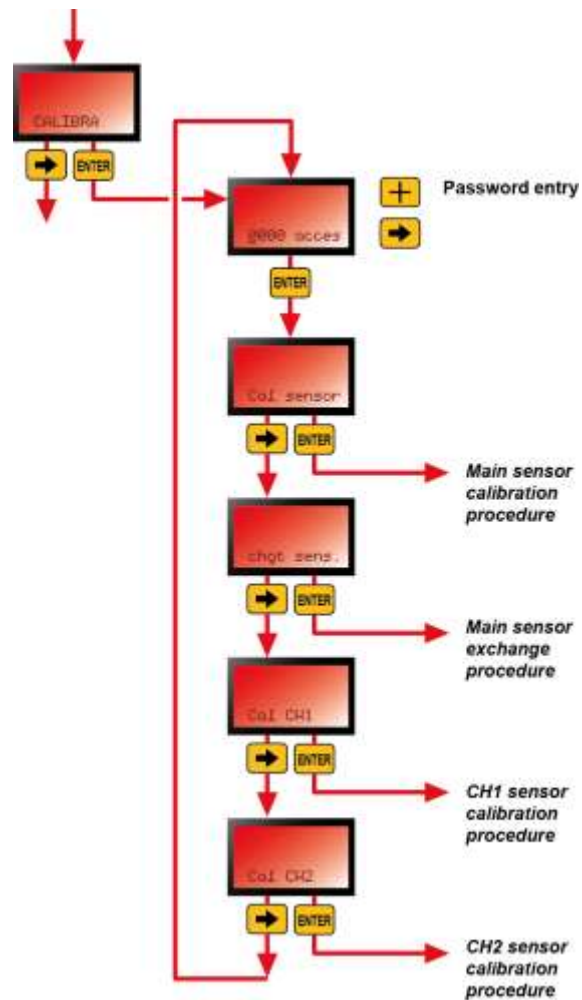 CALIBRA
ENTER
0000 acces
Password entry
ENTER
Cal sensor
ENTER
Main sensor
calibration
procedure
chgt sens.
ENTER
Main sensor
exchange
procedure
Cal CH1
ENTER
CH1 sensor
calibration
procedure
Cal CH2
ENTER
CH2 sensor
calibration
procedure